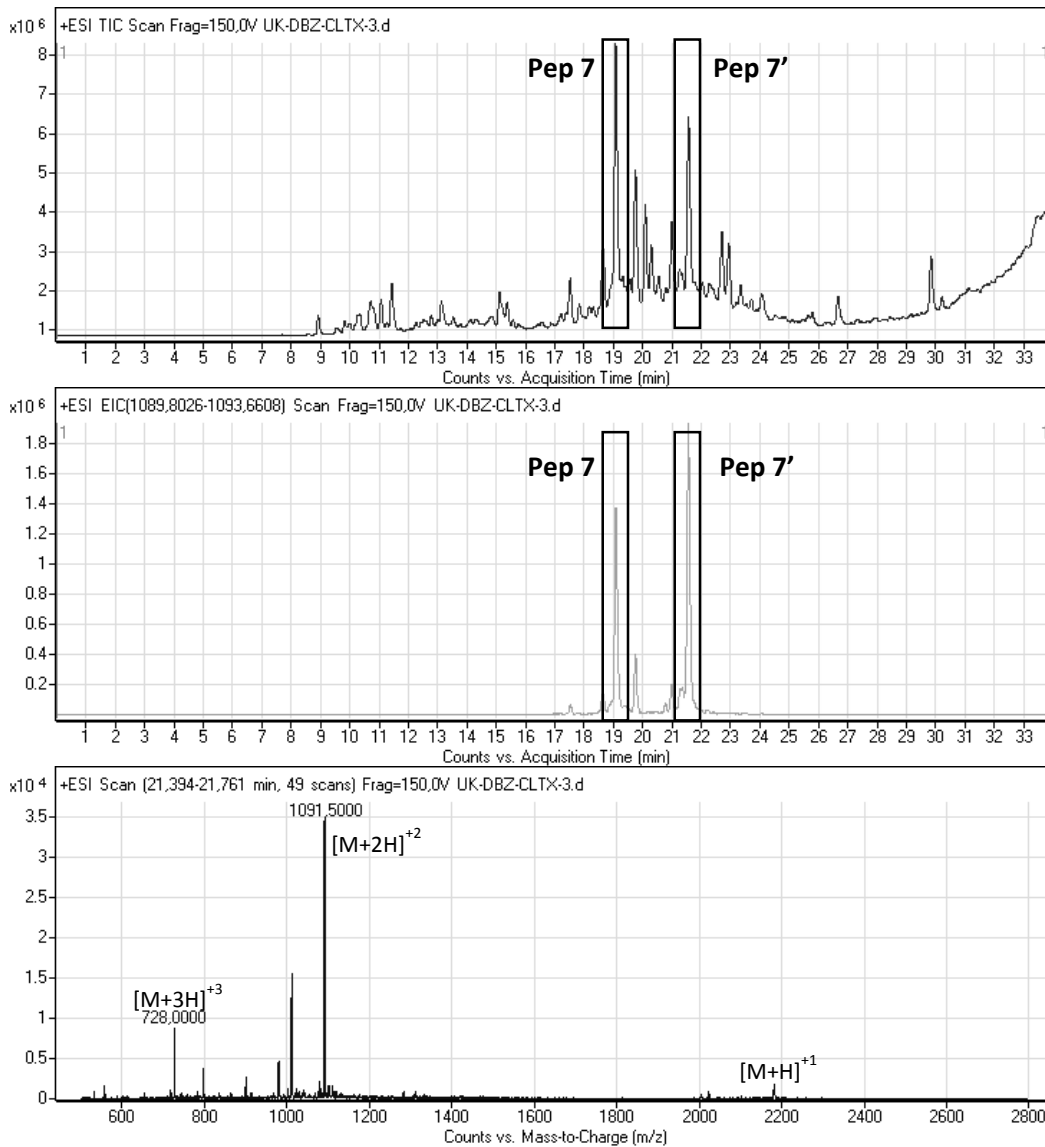 +ESI TIC Scan Frag=150,0V UK-DBZ-CLTX-3.d
x10 6
1 1
Pep 7 Pep 7’
8
7
6
5
4
3
2
1
1 2 3 4 5 6 7 8 9 10 11 12 13 14 15 16 17 18 19 20 21 22 23 24 25 26 27 28 29 30 31 32 33
Counts vs. Acquisition Time (min)
+ESI EIC(1089,8026-1093,6608) Scan Frag=150,0V UK-DBZ-CLTX-3.d
x10 6
1 1
Pep 7 Pep 7’
1.8
1.6
1.4
1.2
1
0.8
0.6
0.4
0.2
1 2 3 4 5 6 7 8 9 10 11 12 13 14 15 16 17 18 19 20 21 22 23 24 25 26 27 28 29 30 31 32 33
Counts vs. Acquisition Time (min)
+ESI Scan (21,394-21,761 min, 49 scans) Frag=150,0V UK-DBZ-CLTX-3.d
x10 4
1091,5000
[M+2H]+2
3.5
3
2.5
2
1.5
1
0.5
0
[M+3H]+3
728,0000
[M+H]+1
600 800 1000 1200 1400 1600 1800 2000 2200 2400 2600 2800
Counts vs. Mass-to-Charge (m/z)